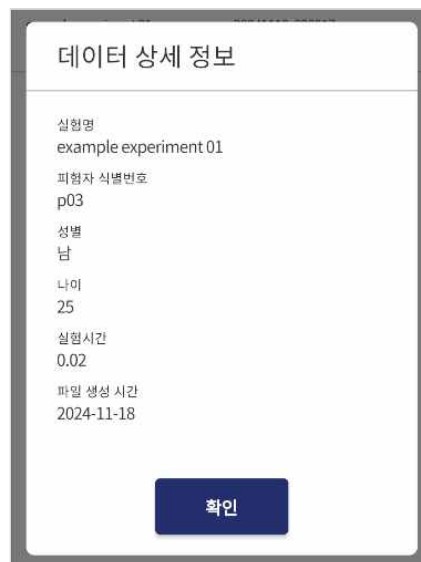 데이터 상세 정보
실험명
example experiment 01
피험자 식별번호
p03
성별
남
나이
25
실험시간
0.02
파일 생성 시간
2024-11-18
확인